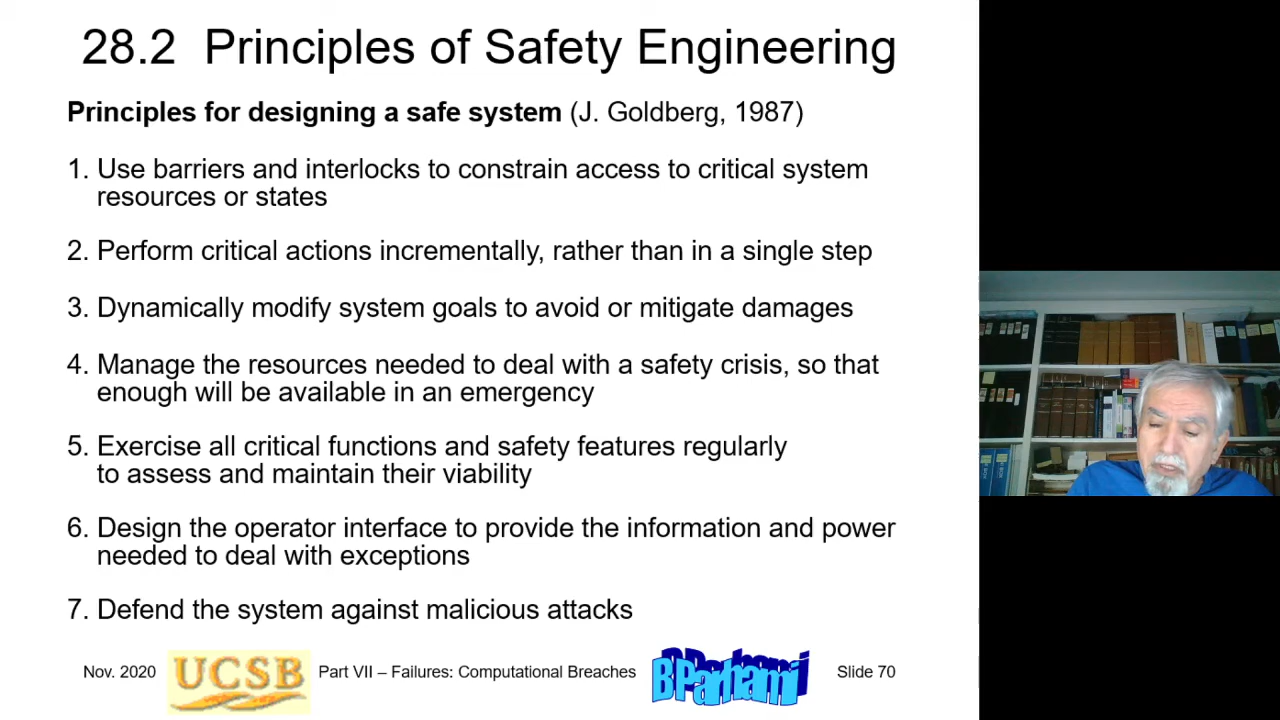 28.2 Principles of Safety Engineering
Principles for designing a safe system (J. Goldberg, 1987)
1. Use barriers and interlocks to constrain access to critical system
resources or states
2. Perform critical actions incrementally, rather than in a single step
3. Dynamically modify system goals to avoid or mitigate damages
4. Manage the resources needed to deal with a safety crisis, so that
enough will be available in an emergency
5. Exercise all critical functions and safety features regularly
to assess and maintain their viability
6. Design the operator interface to provide the information and power
needed to deal with exceptions
7. Defend the system against malicious attacks
Nov. 2020
UCSB
Part VII – Failures: Computational Breaches
B Parhami
Slide 70